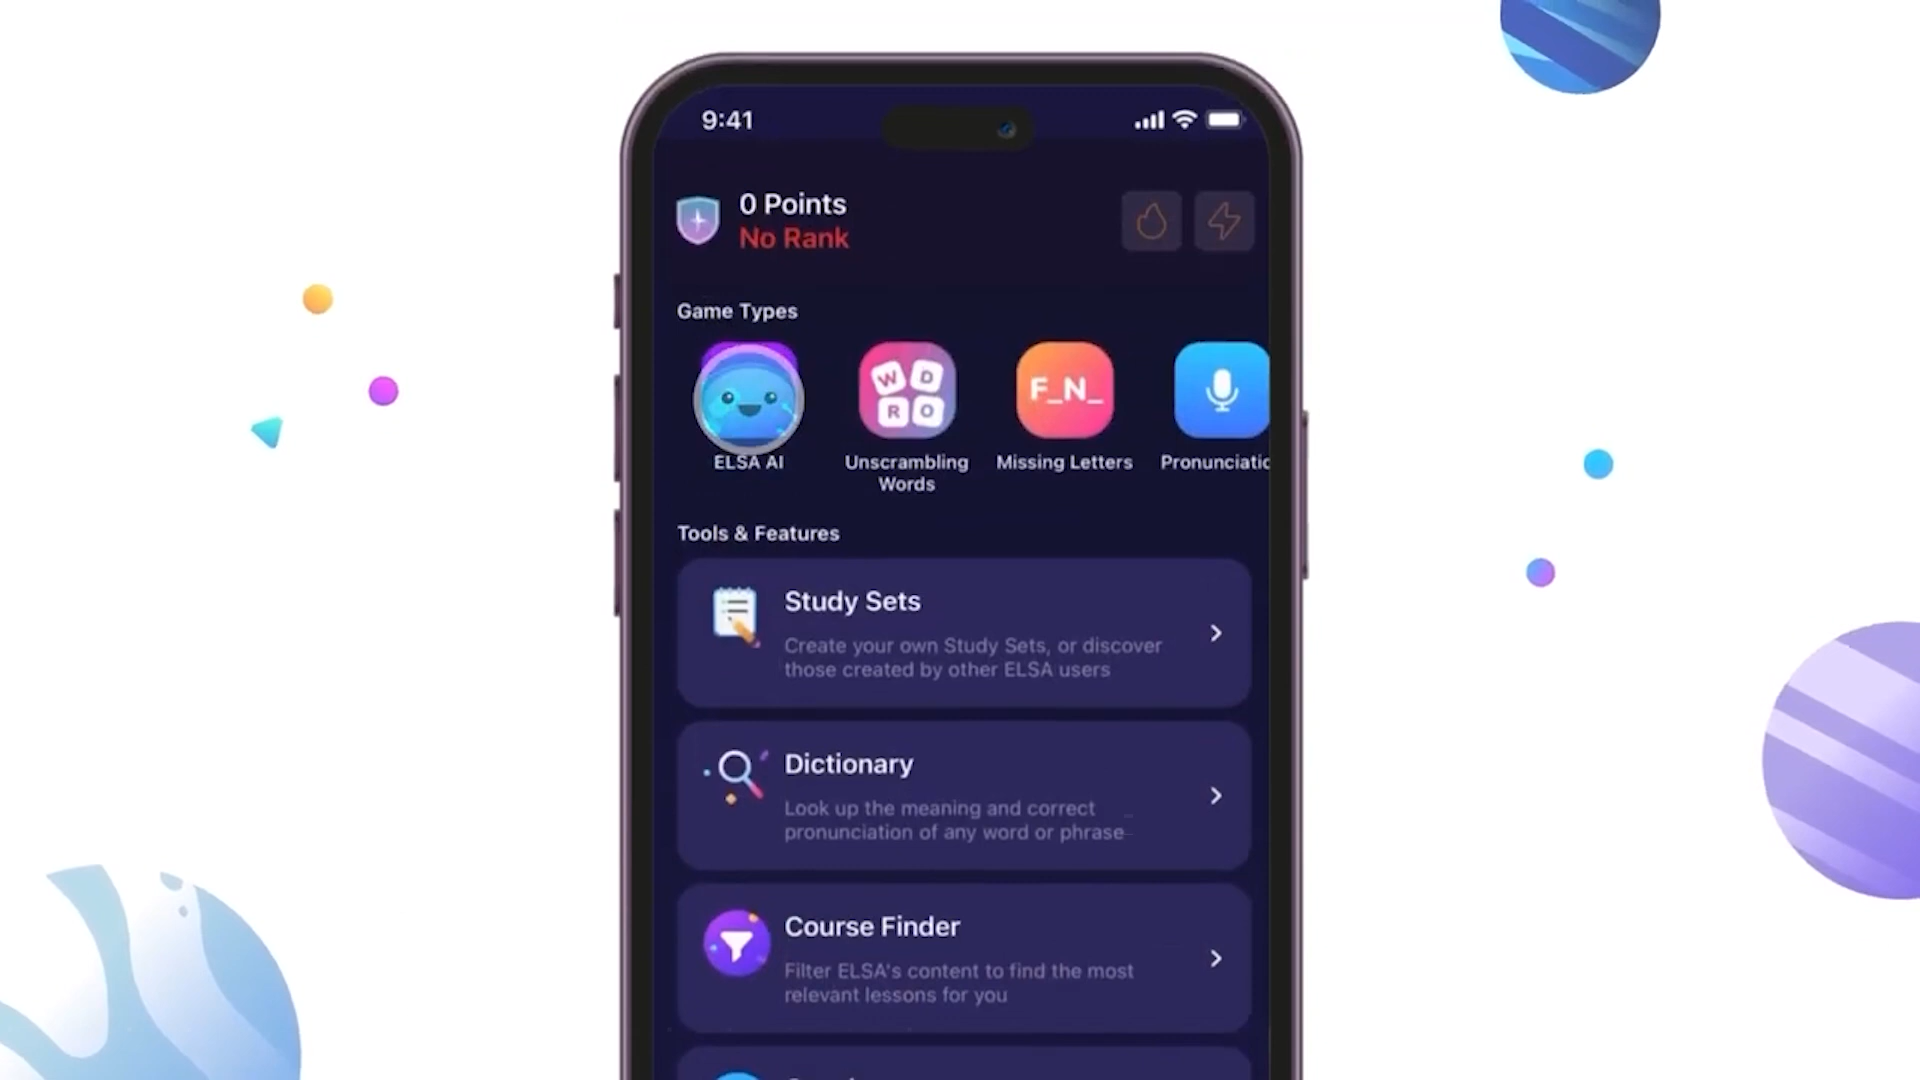 9:41
0 Points
No Rank
Game Types
F_N_
W D
R O
ELSA AI
Unscrambling
Words
Missing Letters
Pronunciatio
Tools & Features
Study Sets
Create your own Study Sets, or discover
those created by other ELSA users
Dictionary
Look up the meaning and correct
pronunciation of any word or phrase
Course Finder
Filter ELSA's content to find the most
relevant lessons for you